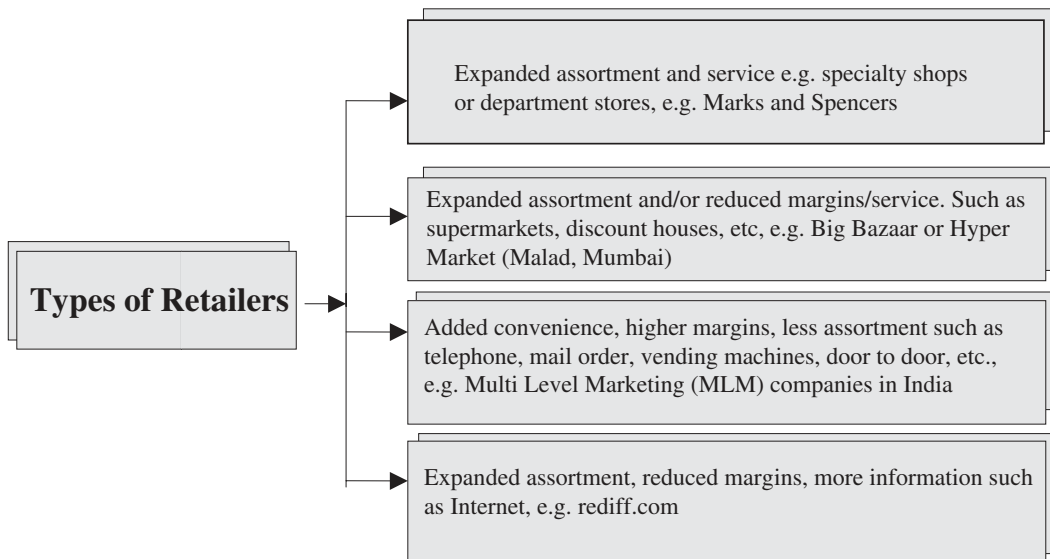 Types of Retailers
Expanded assortment and service e.g. specialty shops
or department stores, e.g. Marks and Spencers
Expanded assortment and/or reduced margins/service. Such as
supermarkets, discount houses, etc, e.g. Big Bazaar or Hyper
Market (Malad, Mumbai)
Added convenience, higher margins, less assortment such as
telephone, mail order, vending machines, door to door, etc.,
e.g. Multi Level Marketing (MLM) companies in India
Expanded assortment, reduced margins, more information such
as Internet, e.g. rediff.com